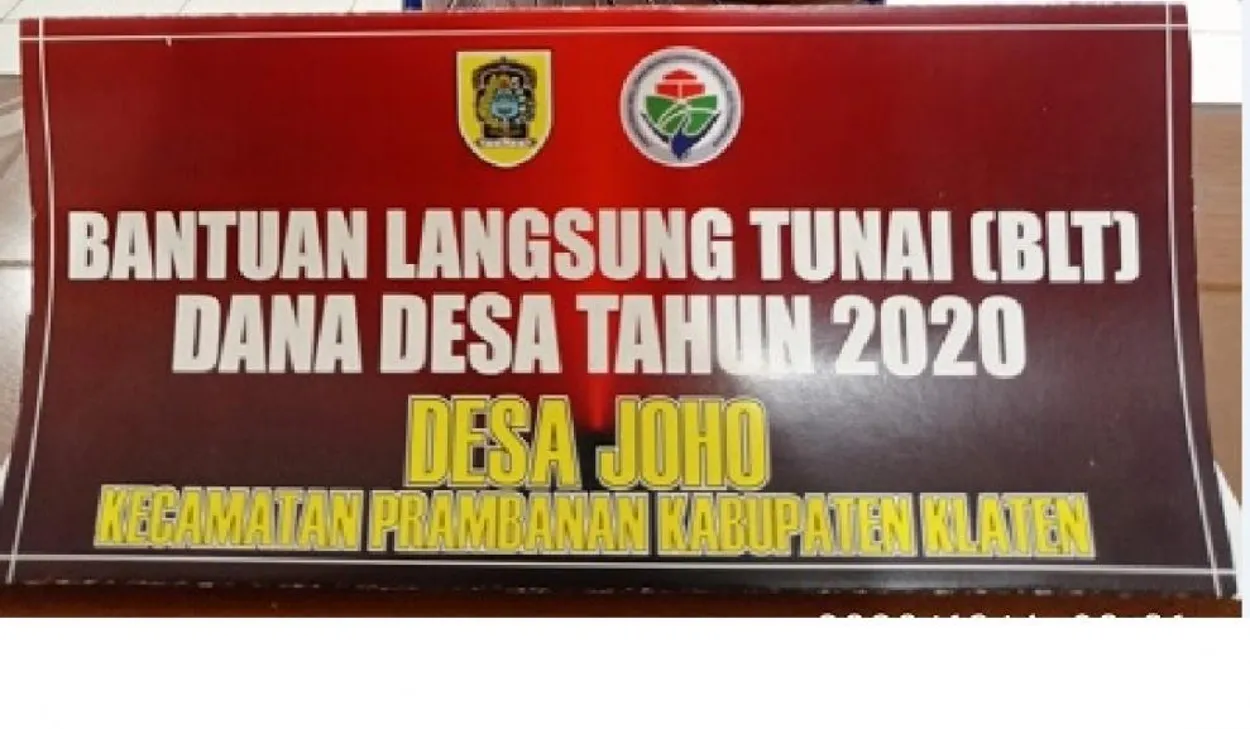 BANTUAN LANGSUNG TUNAI (BLT)
DANA DESA TAHUN 2020
DESA JOHO
KECAMATAN PRAMBANAN KABUPATEN KLATEN